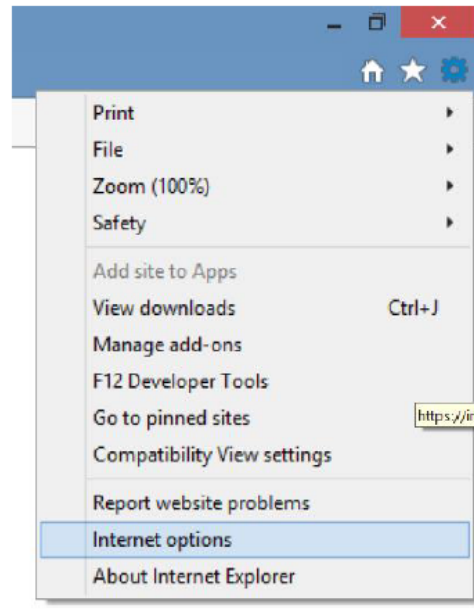 Print
File
Zoom (100%)
Safety
Add site to Apps
View downloads Ctrl+J
Manage add-ons
F12 Developer Tools
Go to pinned sites
https://i
Compatibility View settings
Report website problems
Internet options
About Internet Explorer